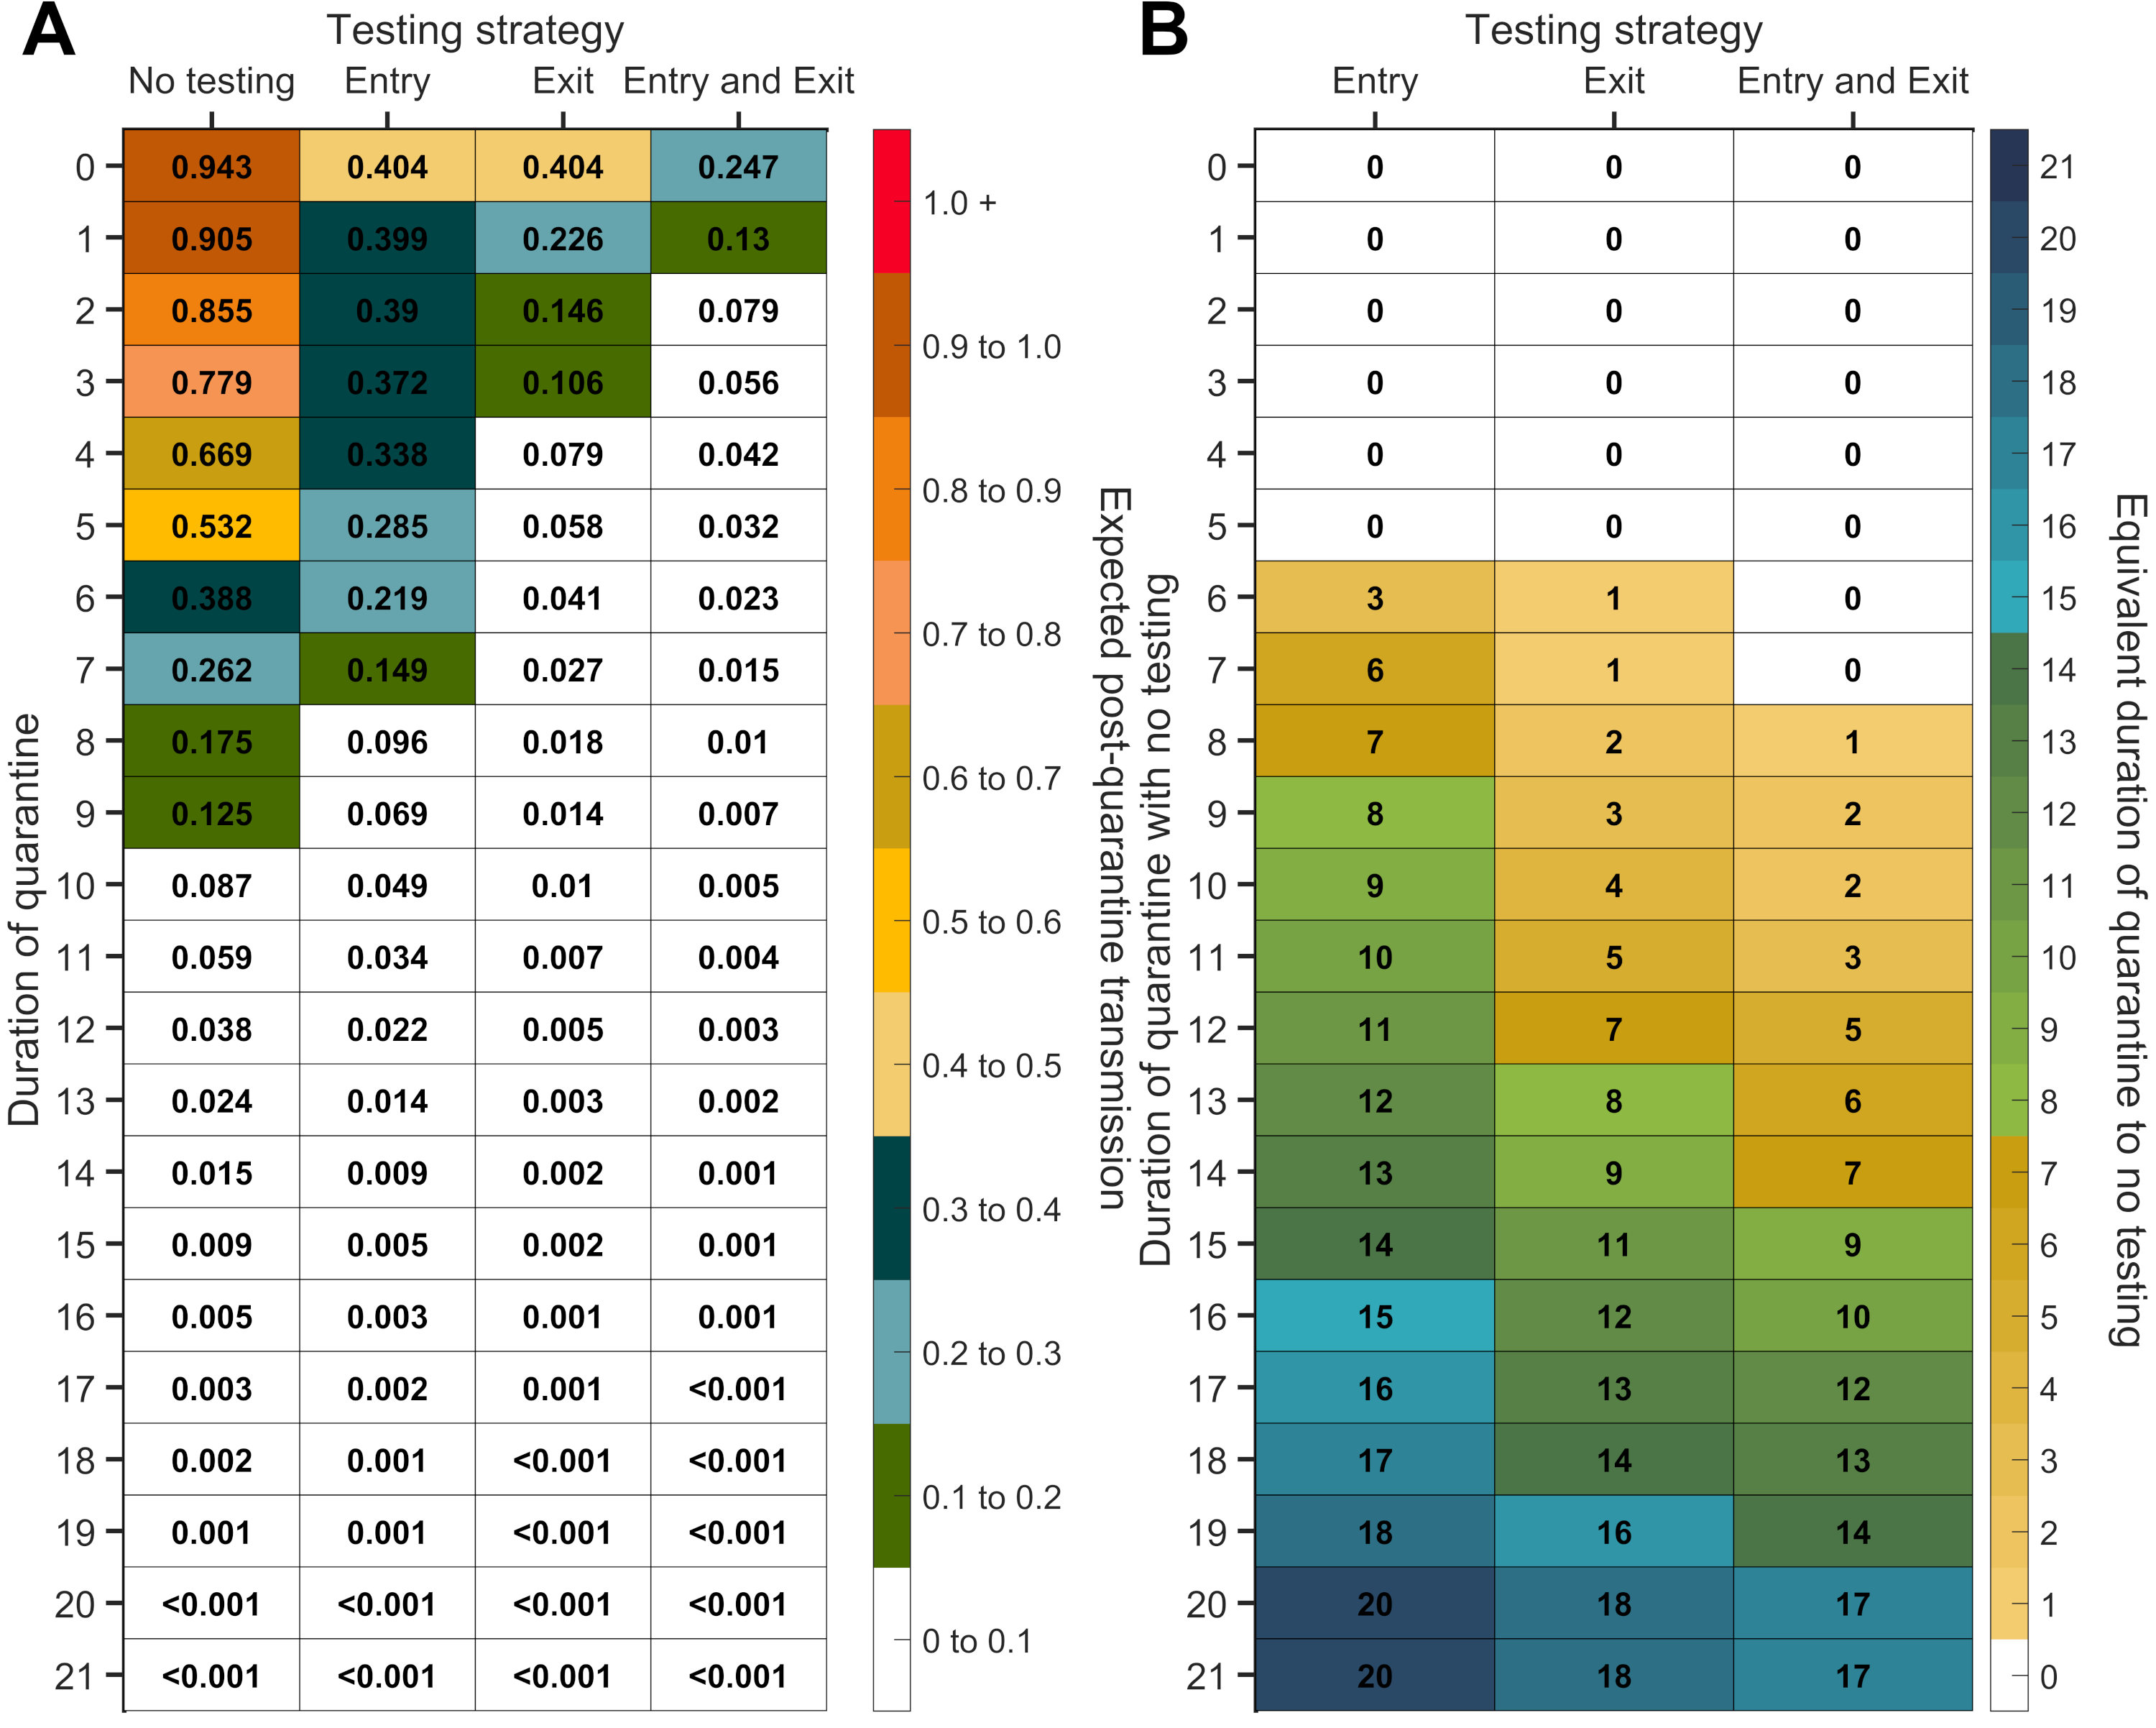 A
Testing strategy
No testing Entry Exit Entry and Exit
Duration of quarantine
0 0.943 0.404 0.404 0.247
1 0.905 0.399 0.226 0.13
2 0.855 0.39 0.146 0.079
3 0.779 0.372 0.106 0.056
4 0.669 0.338 0.079 0.042
5 0.532 0.285 0.058 0.032
6 0.388 0.219 0.041 0.023
7 0.262 0.149 0.027 0.015
8 0.175 0.096 0.018 0.01
9 0.125 0.069 0.014 0.007
10 0.087 0.049 0.01 0.005
11 0.059 0.034 0.007 0.004
12 0.038 0.022 0.005 0.003
13 0.024 0.014 0.003 0.002
14 0.015 0.009 0.002 0.001
15 0.009 0.005 0.002 0.001
16 0.005 0.003 0.001 0.001
17 0.003 0.002 0.001 <0.001
18 0.002 0.001 <0.001 <0.001
19 0.001 0.001 <0.001 <0.001
20 <0.001 <0.001 <0.001 <0.001
21 <0.001 <0.001 <0.001 <0.001
1.0 +
0.9 to 1.0
0.8 to 0.9
0.7 to 0.8
0.6 to 0.7
0.5 to 0.6
0.4 to 0.5
0.3 to 0.4
0.2 to 0.3
0.1 to 0.2
0 to 0.1
Expected post-quarantine transmission
B
Testing strategy
Entry Exit Entry and Exit
Duration of quarantine with no testing
0 0 0 0
1 0 0 0
2 0 0 0
3 0 0 0
4 0 0 0
5 0 0 0
6 3 1 0
7 6 1 0
8 7 2 1
9 8 3 2
10 9 4 2
11 10 5 3
12 11 7 5
13 12 8 6
14 13 9 7
15 14 11 9
16 15 12 10
17 16 13 12
18 17 14 13
19 18 16 14
20 20 18 17
21 20 18 17
21
20
19
18
17
16
15
14
13
12
11
10
9
8
7
6
5
4
3
2
1
0
Equivalent duration of quarantine to no testing